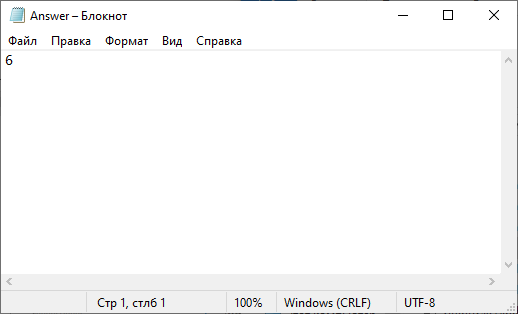 Answer – Блокнот
Файл Правка Формат Вид Справка
6
Стр 1, стлб 1 100% Windows (CRLF) UTF-8